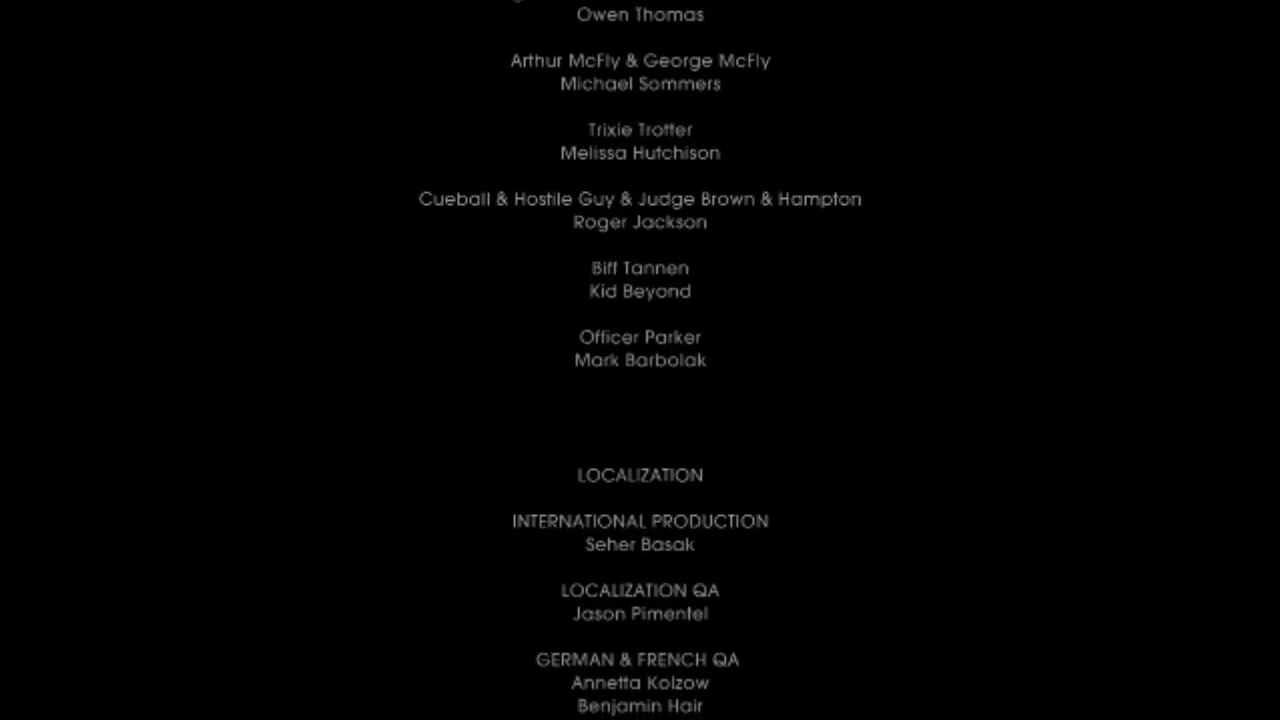 Owen Thomas
Arthur McFly & George McFly
Michael Sommers
Trixie Trotter
Melissa Hutchison
Cueball & Hostile Guy & Judge Brown & Hampton
Roger Jackson
Biff Tannen
Kid Beyond
Officer Parker
Mark Barbolak
LOCALIZATION
INTERNATIONAL PRODUCTION
Seher Basak
LOCALIZATION QA
Jason Pimentel
GERMAN & FRENCH QA
Annetta Kolzow
Benjamin Hair